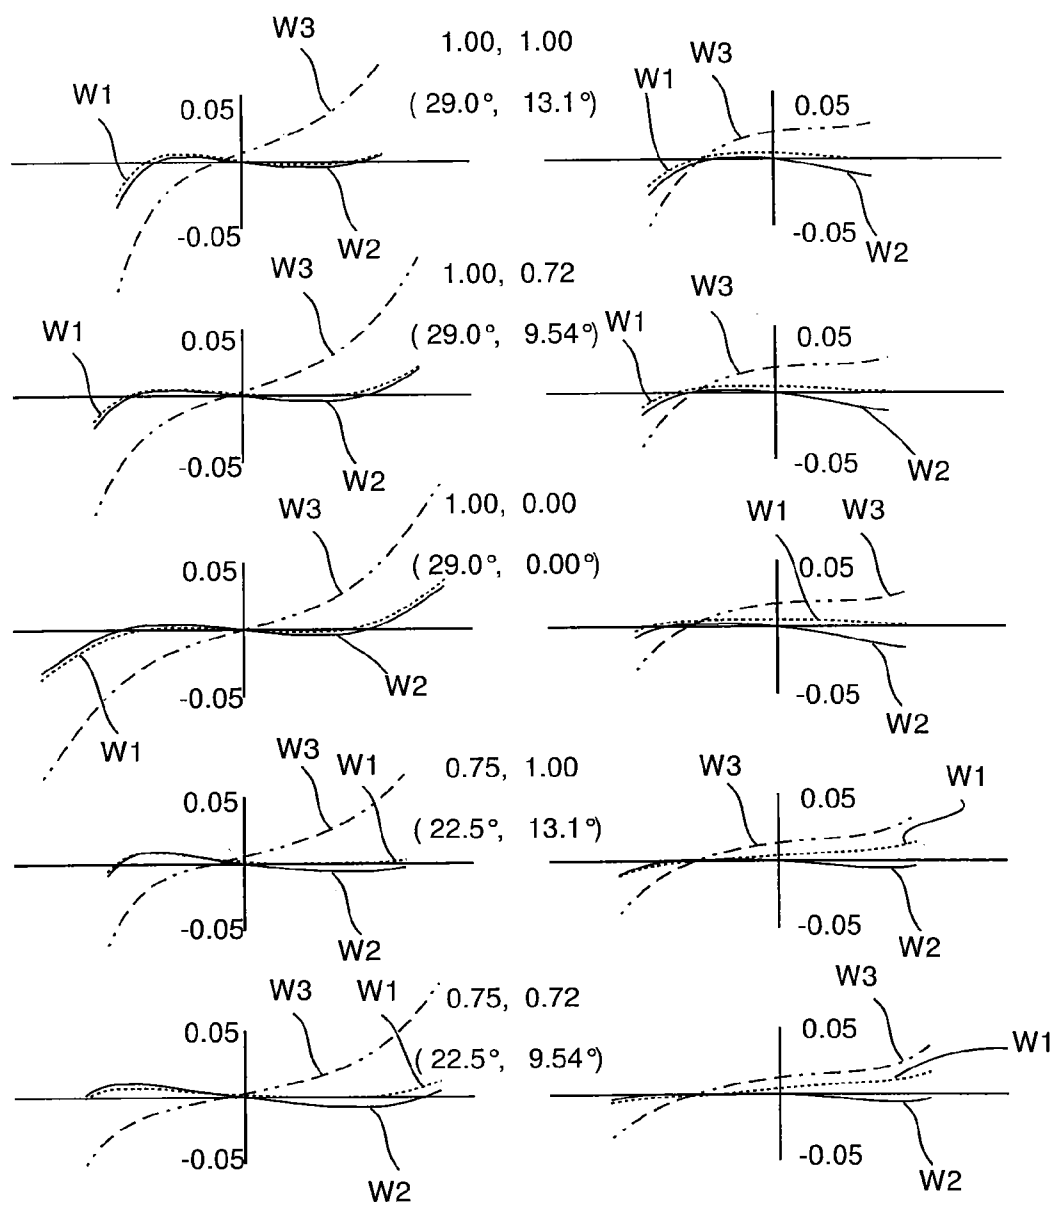 W3
1.00, 1.00
W3
W1
W1
0.05
(29.0°, 13.1°)
0.05
-0.05
W2
-0.05
W2
W3
1.00, 0.72
W3
W1
0.05
(29.0°, 9.54°)
W1
0.05
-0.05
W2
-0.05
W2
W3
1.00, 0.00
W1
W3
0.05
(29.0°, 0.00°)
0.05
-0.05
W2
-0.05
W2
W1
W3
W1
0.75, 1.00
W3
W1
0.05
(22.5°, 13.1°)
0.05
-0.05
W2
-0.05
W2
W3
W1
0.75, 0.72
W3
0.05
(22.5°, 9.54°)
0.05
W1
-0.05
W2
-0.05
W2